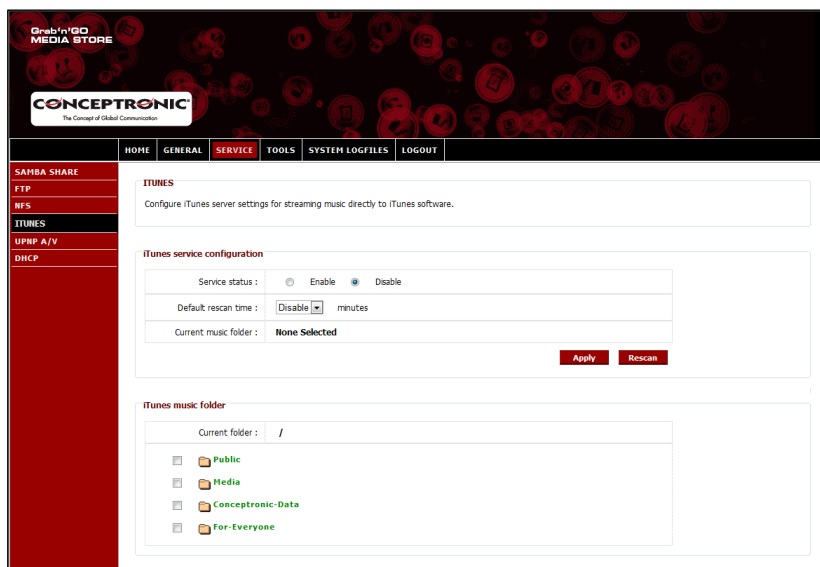 Grab'n'GO
MEDIA STORE
CONCEPTRONIC
The Concept of Global Communication
HOME GENERAL SERVICE TOOLS SYSTEM LOGFILES LOGOUT
SAMBA SHARE
FTP
NFS
ITUNES
UPNP A/V
DHCP
ITUNES
Configure iTunes server settings for streaming music directly to iTunes software.
iTunes service configuration
Service status : Enable Disable
Default rescan time : Disable minutes
Current music folder : None Selected
Apply Rescan
iTunes music folder
Current folder : /
Public
Media
Conceptronic-Data
For-Everyone